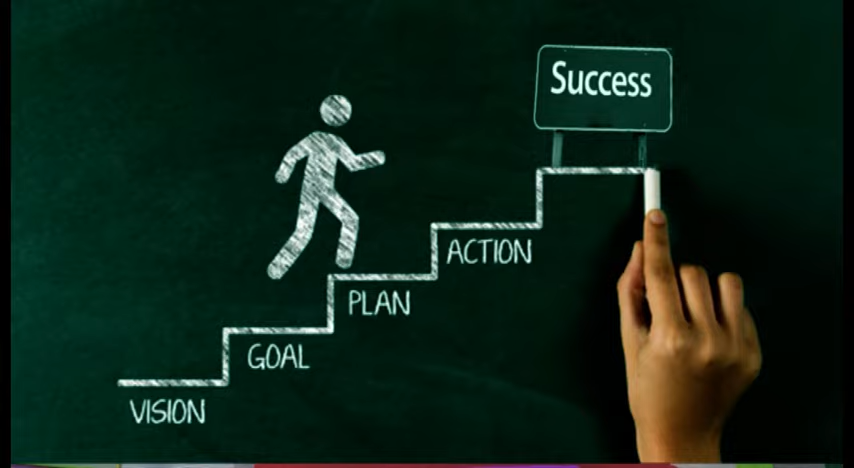 Success
ACTION
PLAN
GOAL
VISION